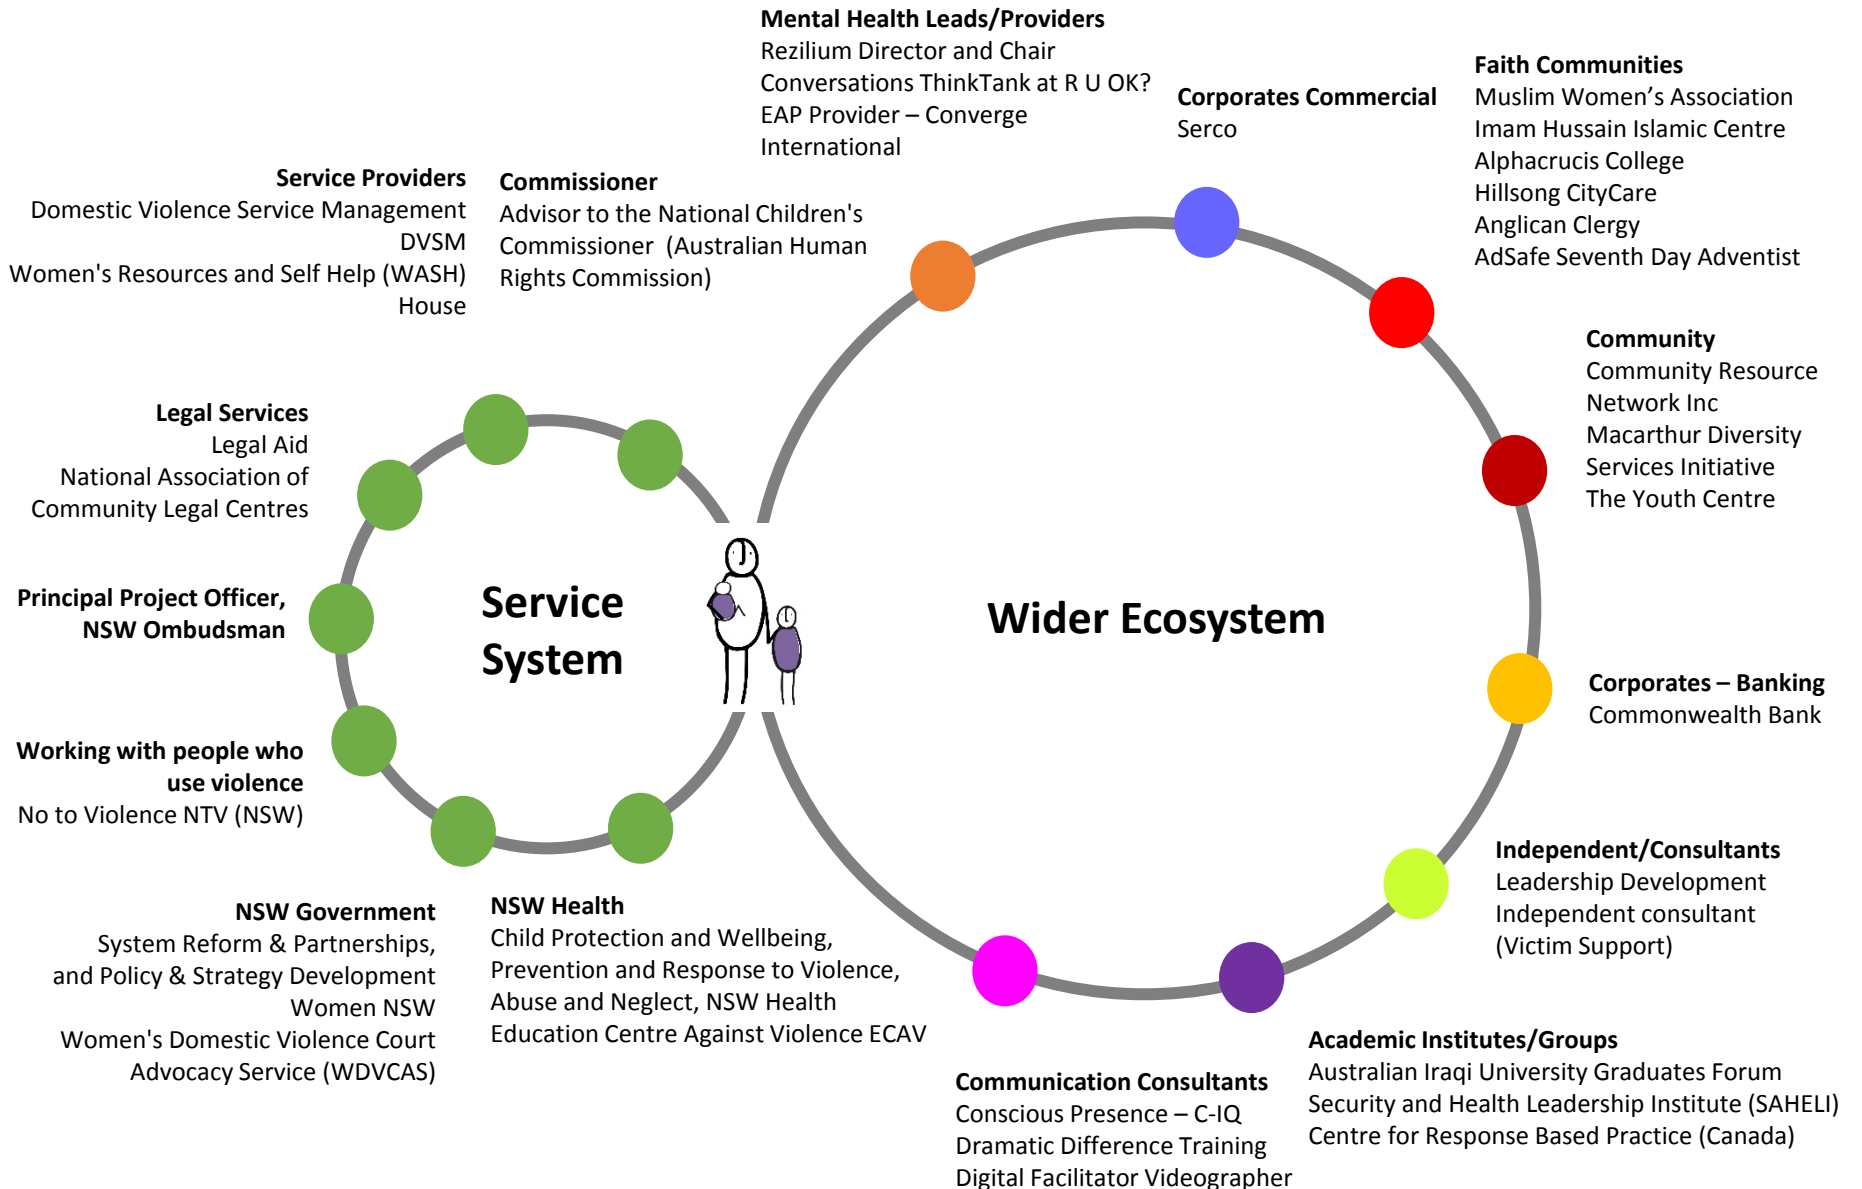 Mental Health Leads/Providers
Rezilium Director and Chair
Conversations ThinkTank at R U OK?
EAP Provider – Converge
International
Corporates Commercial
Serco
Faith Communities
Muslim Women's Association
Imam Hussain Islamic Centre
Alphacrucis College
Hillsong CityCare
Anglican Clergy
AdSafe Seventh Day Adventist
Service Providers
Domestic Violence Service Management
DVSM
Women's Resources and Self Help (WASH)
House
Commissioner
Advisor to the National Children's
Commissioner (Australian Human
Rights Commission)
Community
Community Resource
Network Inc
Macarthur Diversity
Services Initiative
The Youth Centre
Legal Services
Legal Aid
National Association of
Community Legal Centres
Principal Project Officer,
NSW Ombudsman
Service
System
Wider Ecosystem
Corporates – Banking
Commonwealth Bank
Working with people who
use violence
No to Violence NTV (NSW)
Independent/Consultants
Leadership Development
Independent consultant
(Victim Support)
NSW Government
System Reform & Partnerships,
and Policy & Strategy Development
Women NSW
Women's Domestic Violence Court
Advocacy Service (WDVCAS)
NSW Health
Child Protection and Wellbeing,
Prevention and Response to Violence,
Abuse and Neglect, NSW Health
Education Centre Against Violence ECAV
Communication Consultants
Conscious Presence – C-IQ
Dramatic Difference Training
Digital Facilitator Videographer
Academic Institutes/Groups
Australian Iraqi University Graduates Forum
Security and Health Leadership Institute (SAHELI)
Centre for Response Based Practice (Canada)